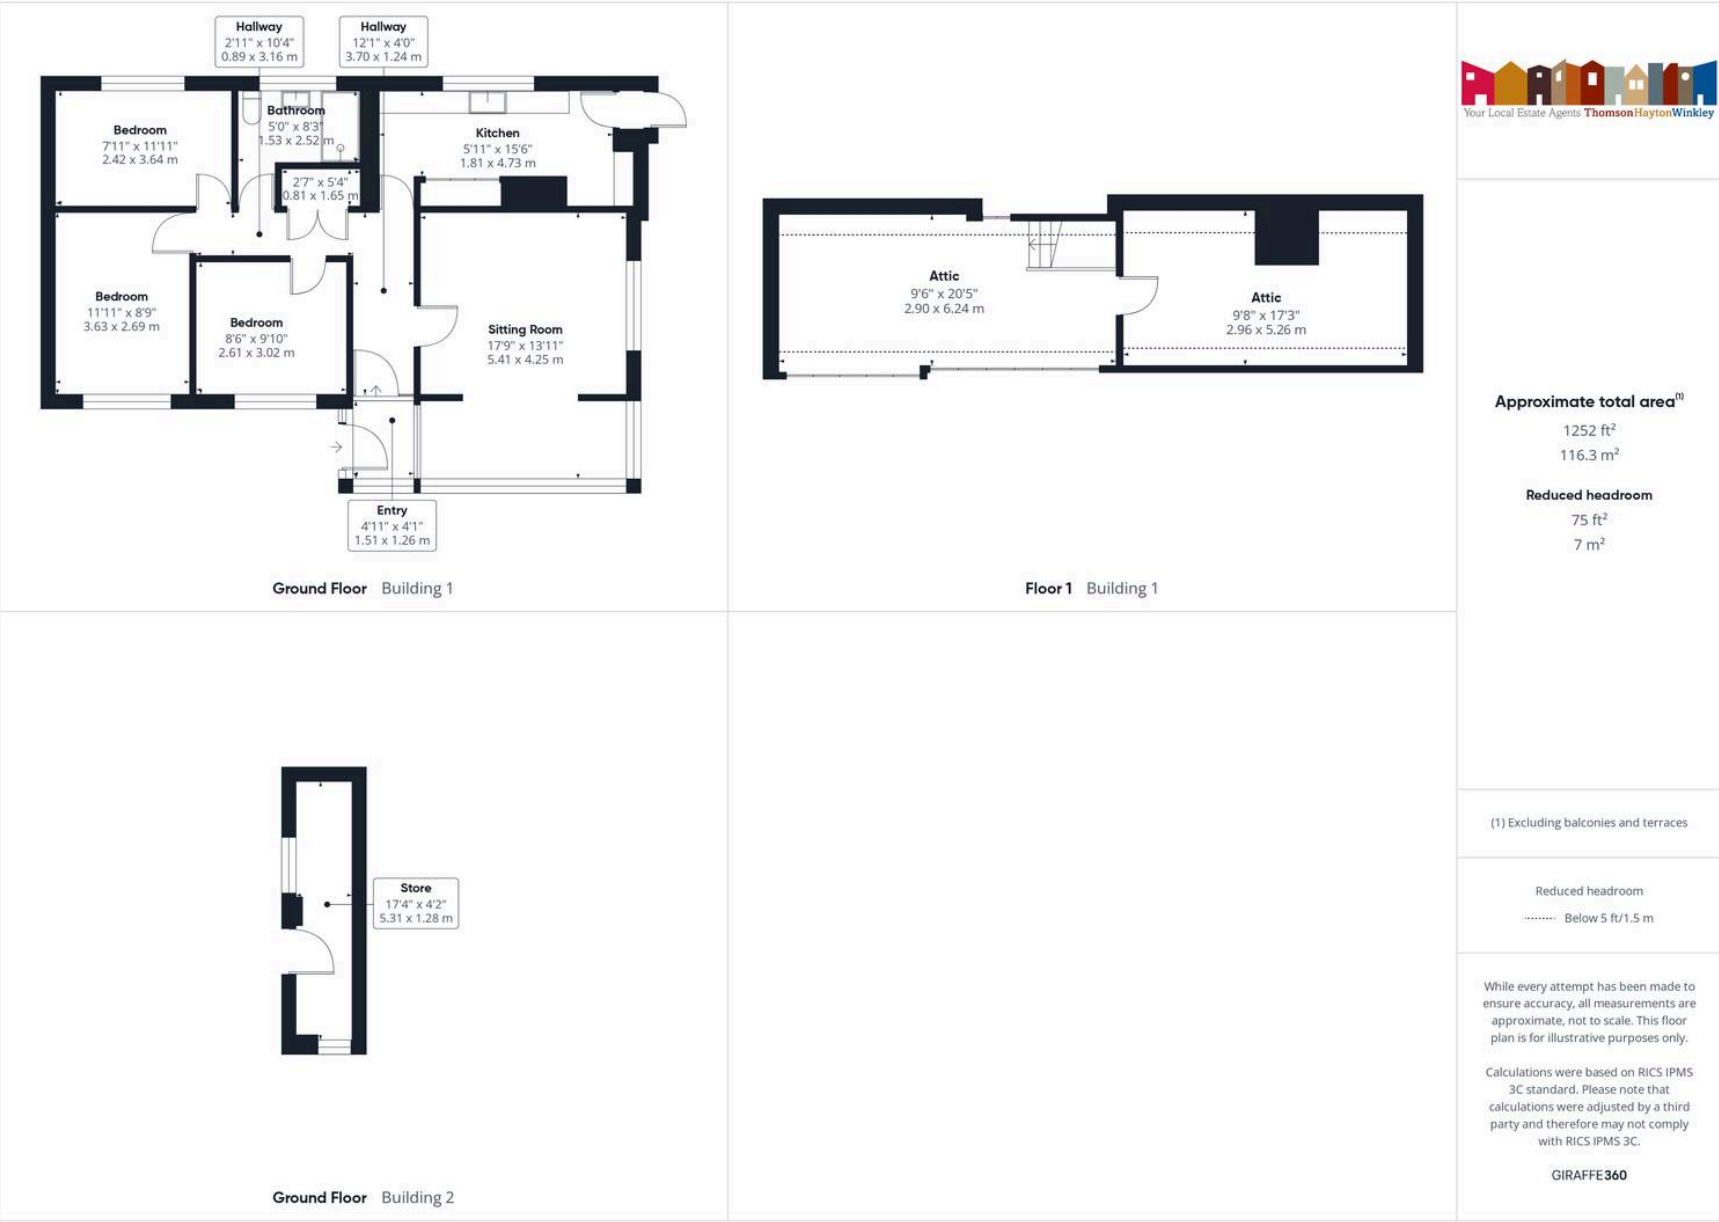 Hallway
2'11" x 10'4"
0.89 x 3.16 m
Hallway
12'1" x 4'0"
3.70 x 1.24 m
Bedroom
7'11" x 11'11"
2.42 x 3.64 m
Bathroom
5'0" x 8'3"
1.53 x 2.52 m
Kitchen
5'11" x 15'6"
1.81 x 4.73 m
2'7" x 5'4"
0.81 x 1.65 m
Bedroom
11'11" x 8'9"
3.63 x 2.69 m
Bedroom
8'6" x 9'10"
2.61 x 3.02 m
Sitting Room
17'9" x 13'11"
5.41 x 4.25 m
Entry
4'11" x 4'1"
1.51 x 1.26 m
Ground Floor Building 1
Attic
9'6" x 20'5"
2.90 x 6.24 m
Attic
9'8" x 17'3"
2.96 x 5.26 m
Floor 1 Building 1
Store
17'4" x 4'2"
5.31 x 1.28 m
Ground Floor Building 2
Your Local Estate Agents ThomsonHaytonWinkley
Approximate total area⁽¹⁾
1252 ft²
116.3 m²
Reduced headroom
75 ft²
7 m²
(1) Excluding balconies and terraces
Reduced headroom
Below 5 ft/1.5 m
While every attempt has been made to
ensure accuracy, all measurements are
approximate, not to scale. This floor
plan is for illustrative purposes only.
Calculations were based on RICS IPMS
3C standard. Please note that
calculations were adjusted by a third
party and therefore may not comply
with RICS IPMS 3C.
GIRAFFE360